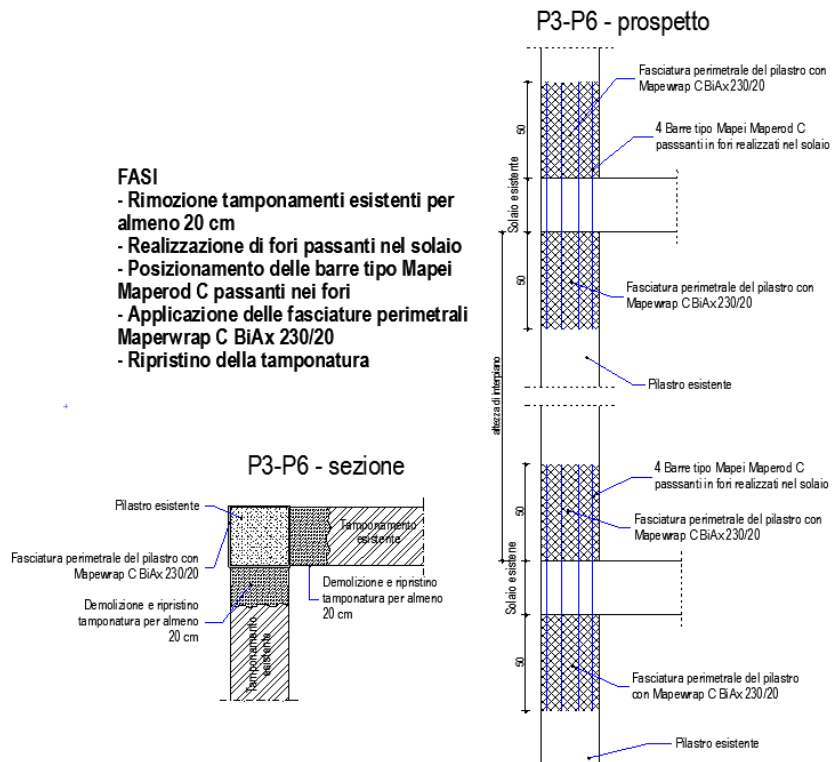 P3-P6 - prospetto
Fasciatura perimetrale del pilastro con
Mapewrap C BiAx 230/20
50
4 Barre tipo Mapei Maperod C
passsanti in fori realizzati nel solaio
Solaio esistente
FASI
- Rimozione tamponamenti esistenti per
almeno 20 cm
- Realizzazione di fori passanti nel solaio
- Posizionamento delle barre tipo Mapei
Maperod C passanti nei fori
- Applicazione delle fasciature perimetrali
Maperwrap C BiAx 230/20
- Ripristino della tamponatura
50
Fasciatura perimetrale del pilastro con
Mapewrap C BiAx 230/20
altezza di interpiano
Pilastro esistente
P3-P6 - sezione
Pilastro esistente
Fasciatura perimetrale del pilastro con
Mapewrap C BiAx 230/20
Demolizione e ripristino
tamponatura per almeno
20 cm
Tamponamento
esistente
Demolizione e ripristino
tamponatura per almeno
20 cm
Tamponamento
esistente
4 Barre tipo Mapei Maperod C
passsanti in fori realizzati nel solaio
50
Fasciatura perimetrale del pilastro con
Mapewrap C BiAx 230/20
Solaio esistene
50
Fasciatura perimetrale del pilastro
con Mapewrap C BiAx 230/20
Pilastro esistente